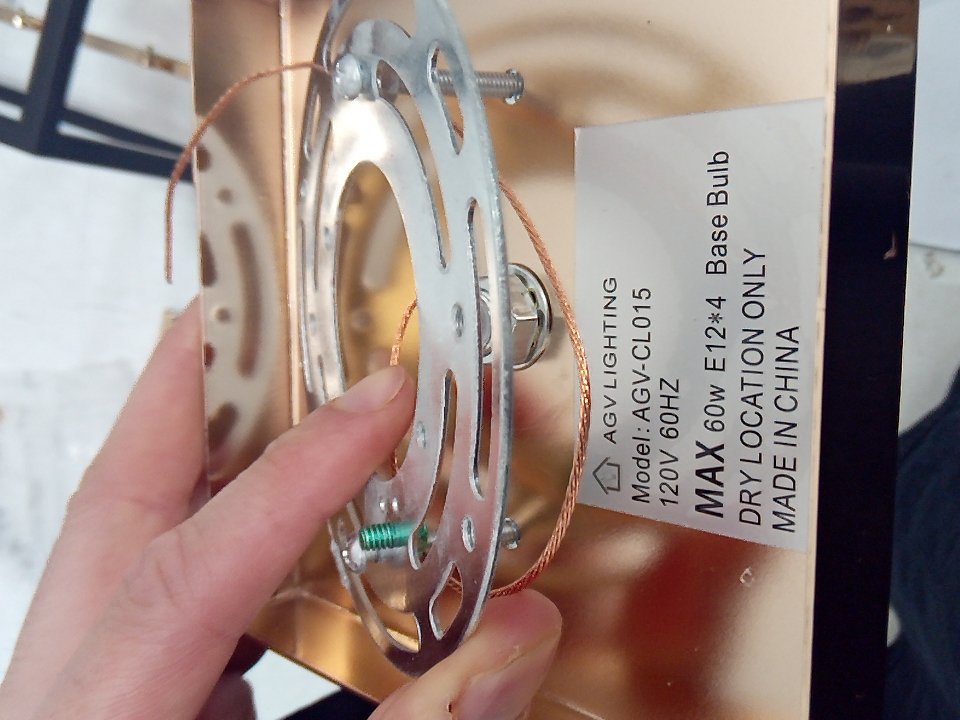 AGV LIGHTING
Model: AGV-CL015
120V 60HZ
MAX 60w E12*4 Base Bulb
DRY LOCATION ONLY
MADE IN CHINA